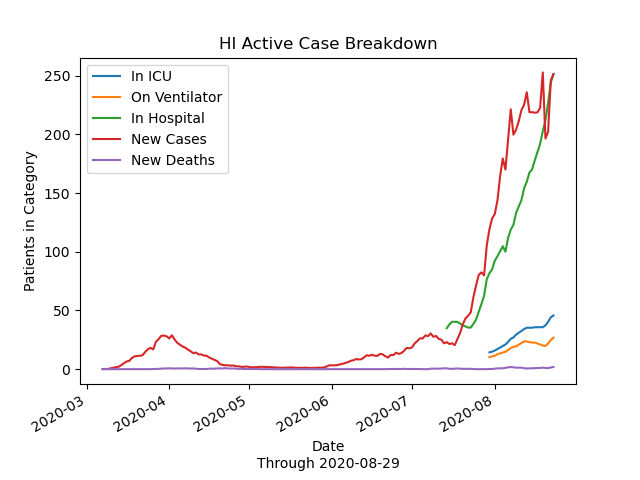 HI Active Case Breakdown
In ICU
On Ventilator
In Hospital
New Cases
New Deaths
Patients in Category
250
200
150
100
50
0
2020-03
2020-04
2020-05
2020-06
2020-07
2020-08
Date
Through 2020-08-29